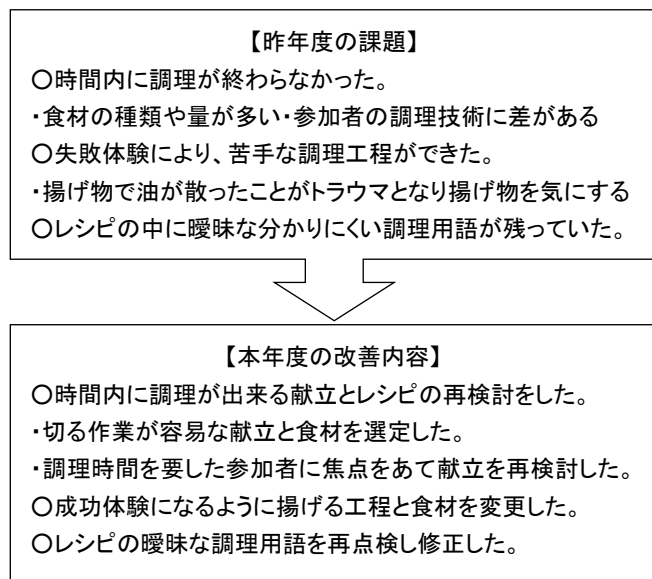 【昨年度の課題】
○時間内に調理が終わらなかった。
・食材の種類や量が多い・参加者の調理技術に差がある
○失敗体験により、苦手な調理工程ができた。
・揚げ物で油が散ったことがトラウマとなり揚げ物を気にする
○レシピの中に曖昧な分かりにくい調理用語が残っていた。
【本年度の改善内容】
○時間内に調理が出来る献立とレシピの再検討をした。
・切る作業が容易な献立と食材を選定した。
・調理時間を要した参加者に焦点をあて献立を再検討した。
○成功体験になるように揚げる工程と食材を変更した。
○レシピの曖昧な調理用語を再点検し修正した。